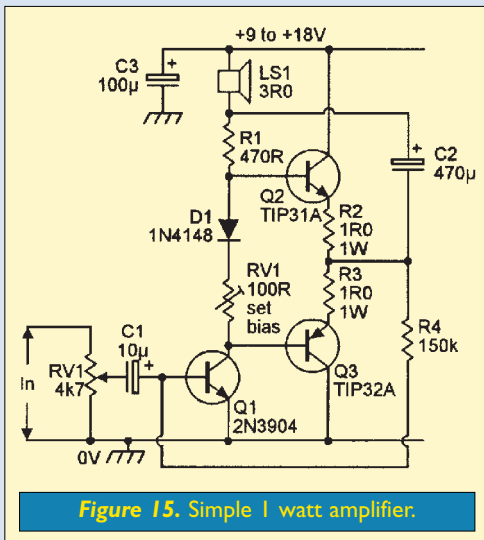 +9 to +18V
C3
100µ
+
LS1
3R0
R1
470R
+
C2
470µ
Q2
TIP31A
D1
1N4148
R2
1R0
1W
RV1
100R
set
bias
R3
1R0
1W
R4
150k
In
RV1
4k7
C1
10µ
+
Q1
2N3904
Q3
TIP32A
0V
Figure 15. Simple 1 watt amplifier.